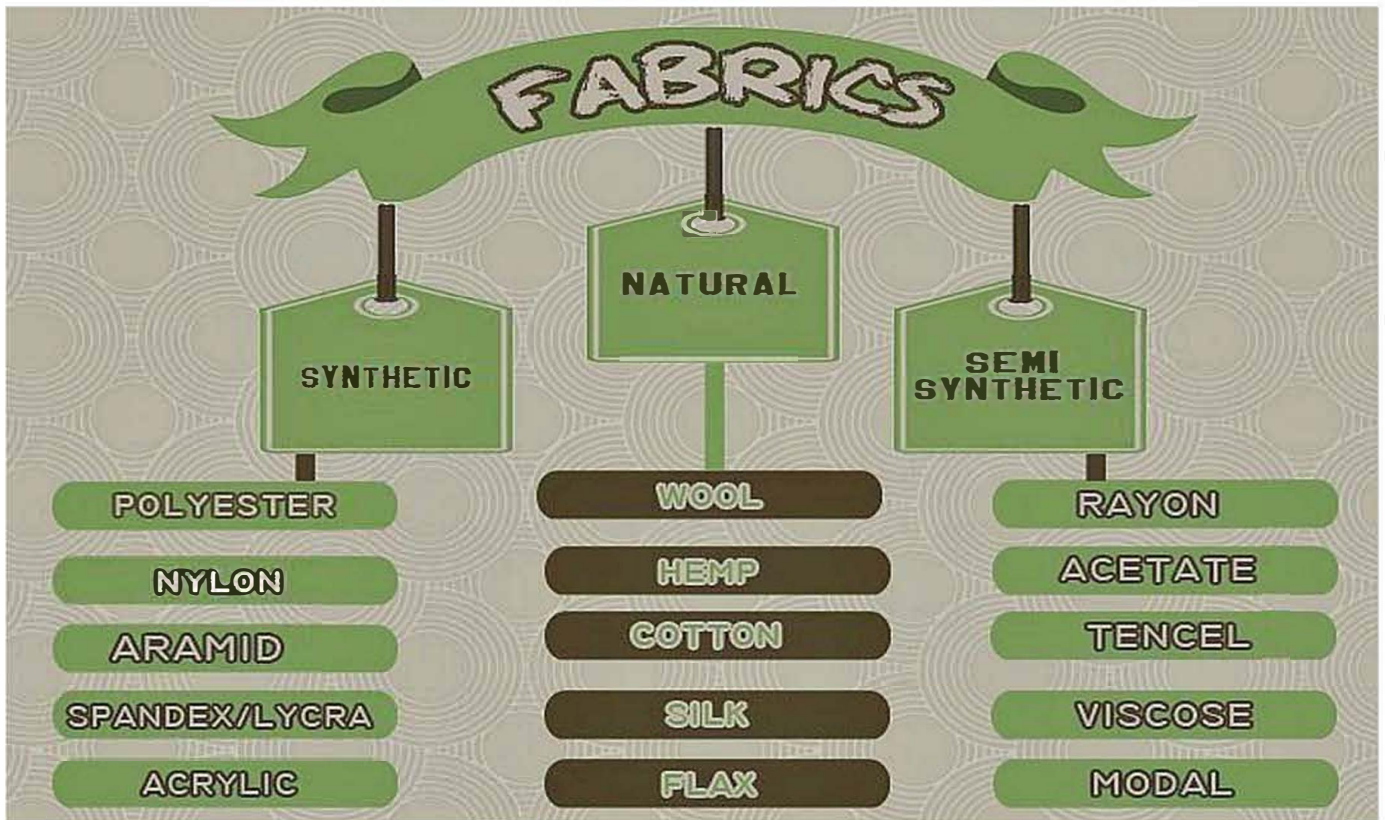 FABRICS
NATURAL
SYNTHETIC
SEMI
SYNTHETIC
POLYESTER
NYLON
ARAMID
SPANDEX/LYCRA
ACRYLIC
WOOL
HEMP
COTTON
SILK
FLAX
RAYON
ACETATE
TENCEL
VISCOSE
MODAL